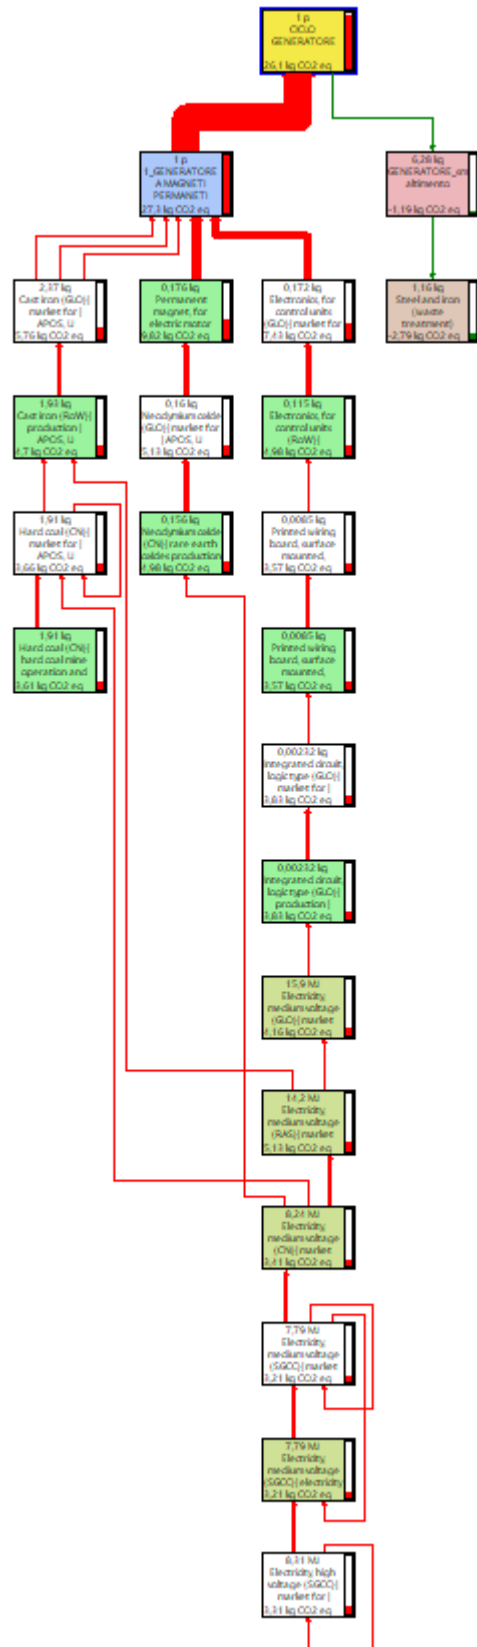 1 p
CICLO
GENERATORE
26,1 kg CO2 eq
1 p
1_GENERATORE
A MAGNETI
PERMANETI
27,3 kg CO2 eq
6,28 kg
GENERATORE_sm
altimento
-1,19 kg CO2 eq
2,37 kg
Cast iron {GLO}|
market for |
APOS, U
5,76 kg CO2 eq
0,176 kg
Permanent
magnet, for
electric motor
9,82 kg CO2 eq
0,172 kg
Electronics, for
control units
{GLO}| market for
7,43 kg CO2 eq
1,16 kg
Steel and iron
(waste
treatment)
-2,79 kg CO2 eq
1,93 kg
Cast iron {RoW}|
production |
APOS, U
4,7 kg CO2 eq
0,16 kg
Neodymium oxide
{GLO}| market for
| APOS, U
5,13 kg CO2 eq
0,115 kg
Electronics, for
control units
{RoW}|
4,98 kg CO2 eq
1,91 kg
Hard coal {CN}|
market for |
APOS, U
3,66 kg CO2 eq
0,156 kg
Neodymium oxide
{CN}| rare earth
oxides production
4,98 kg CO2 eq
0,0085 kg
Printed wiring
board, surface
mounted,
3,57 kg CO2 eq
1,91 kg
Hard coal {CN}|
hard coal mine
operation and
3,61 kg CO2 eq
0,0085 kg
Printed wiring
board, surface
mounted,
3,57 kg CO2 eq
0,00232 kg
Integrated circuit,
logic type {GLO}|
market for |
3,83 kg CO2 eq
0,00232 kg
Integrated circuit,
logic type {GLO}|
production |
3,83 kg CO2 eq
15,9 MJ
Electricity,
medium voltage
{GLO}| market
4,16 kg CO2 eq
14,2 MJ
Electricity,
medium voltage
{RAS}| market
5,13 kg CO2 eq
8,24 MJ
Electricity,
medium voltage
{CN}| market
3,41 kg CO2 eq
7,79 MJ
Electricity,
medium voltage
{SGCC}| market
3,21 kg CO2 eq
7,79 MJ
Electricity,
medium voltage
{SGCC}| electricity
3,21 kg CO2 eq
8,31 MJ
Electricity, high
voltage {SGCC}|
market for |
3,31 kg CO2 eq